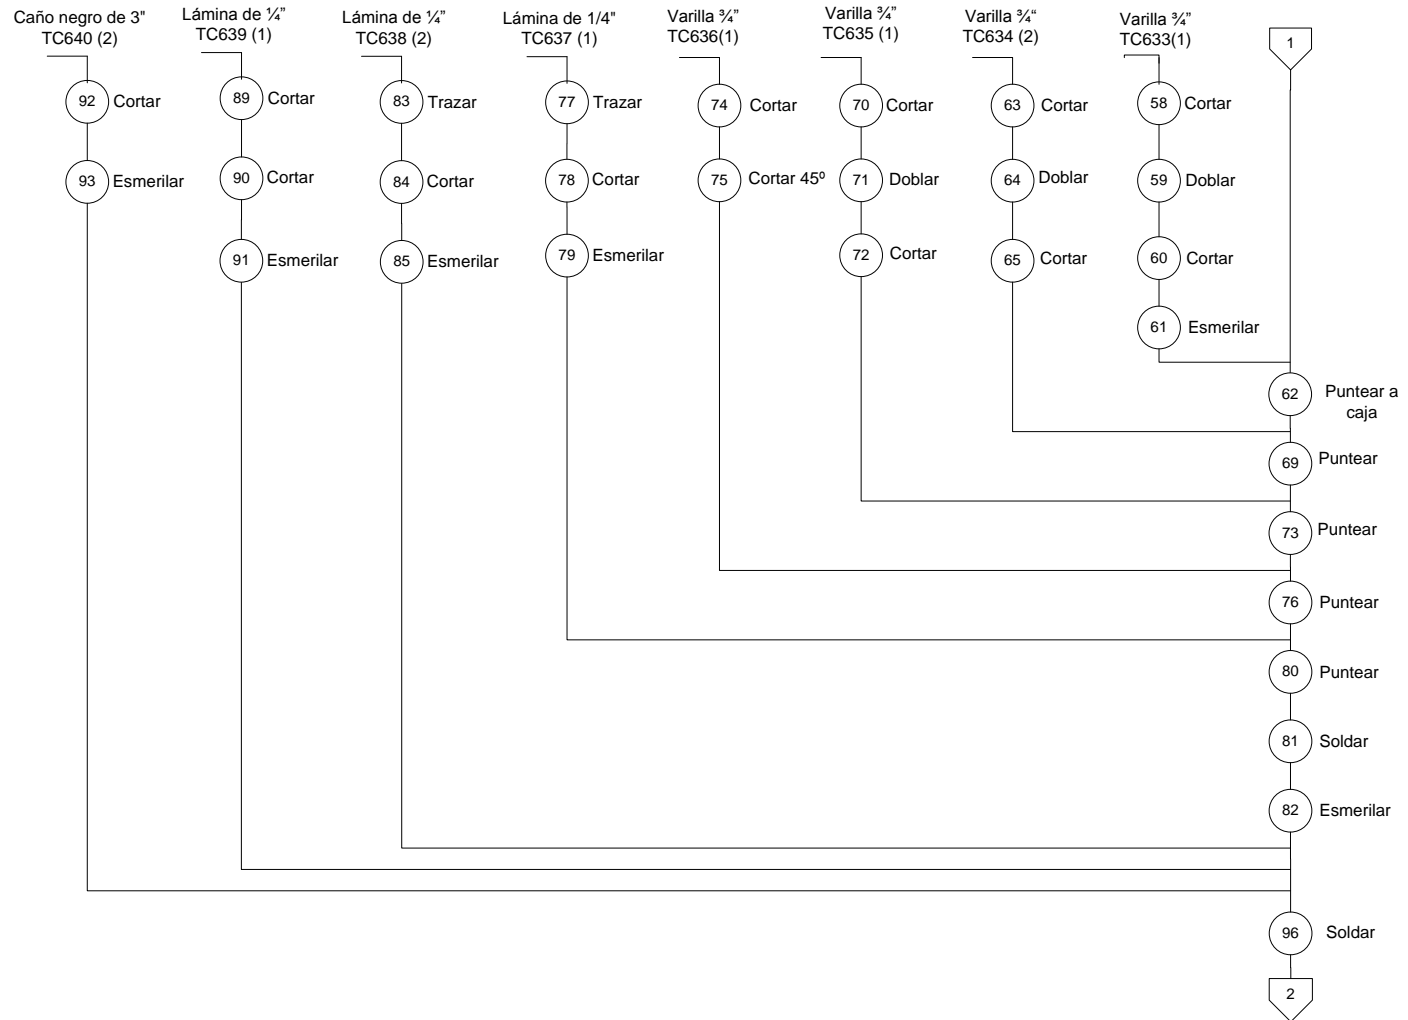 Caño negro de 3"
TC640 (2)
Lámina de ¼”
TC639 (1)
Lámina de ¼”
TC638 (2)
Lámina de 1/4"
TC637 (1)
Varilla ¾”
TC636(1)
Varilla ¾”
TC635 (1)
Varilla ¾“
TC634 (2)
Varilla ¾”
TC633(1)
1
92 Cortar
89 Cortar
83 Trazar
77 Trazar
74 Cortar
70 Cortar
63 Cortar
58 Cortar
93 Esmerilar
90 Cortar
84 Cortar
78 Cortar
75 Cortar 45º
71 Doblar
64 Doblar
59 Doblar
91 Esmerilar
85 Esmerilar
79 Esmerilar
72 Cortar
65 Cortar
60 Cortar
61 Esmerilar
62 Puntear a
caja
69 Puntear
73 Puntear
76 Puntear
80 Puntear
81 Soldar
82 Esmerilar
96 Soldar
2